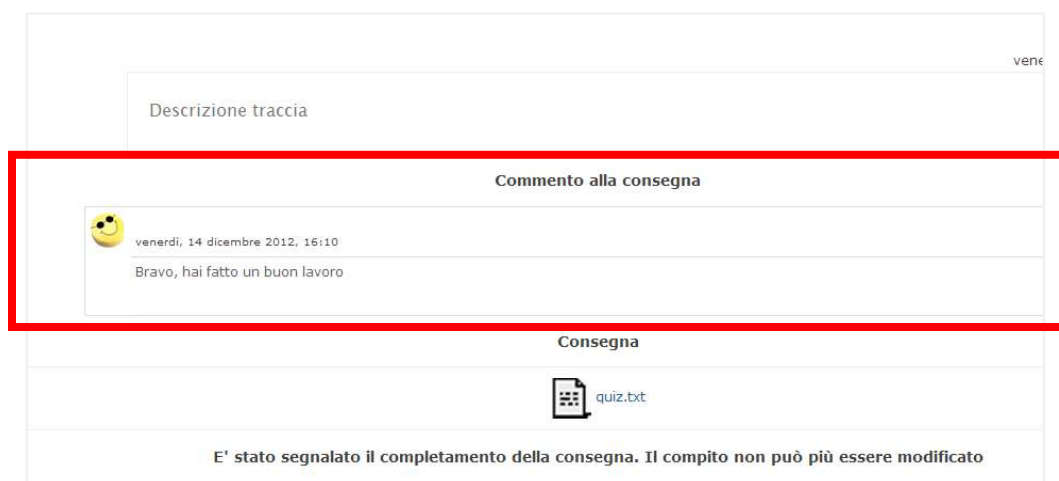 vene
Descrizione traccia
Commento alla consegna
venerdì, 14 dicembre 2012, 16:10
Bravo, hai fatto un buon lavoro
Consegna
quiz.txt
E' stato segnalato il completamento della consegna. Il compito non può più essere modificato